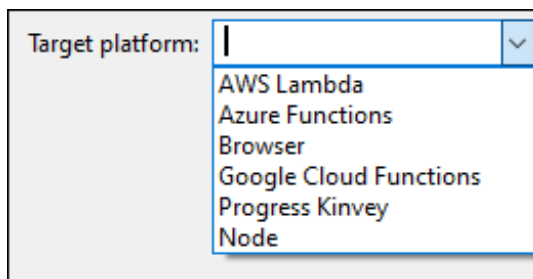 Target platform:
AWS Lambda
Azure Functions
Browser
Google Cloud Functions
Progress Kinvey
Node